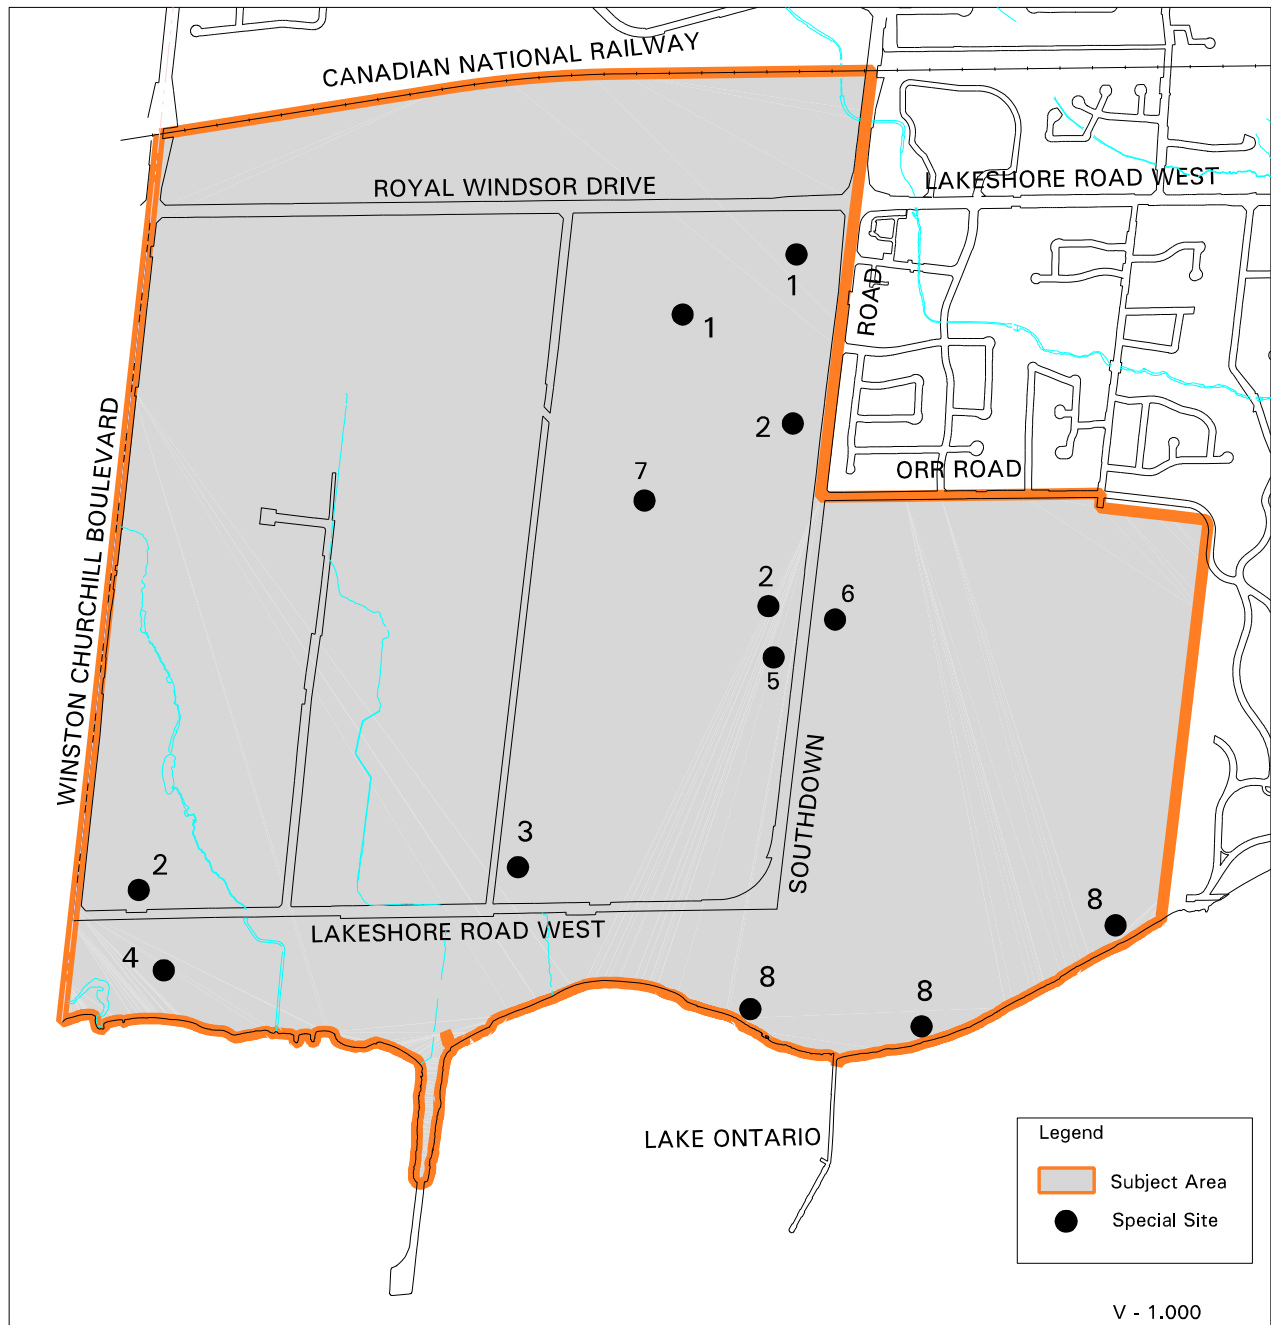 CANADIAN NATIONAL RAILWAY
ROYAL WINDSOR DRIVE
LAKESHORE ROAD WEST
1
1
ROAD
2
ORR ROAD
7
WINSTON CHURCHILL BOULEVARD
2
6
5
SOUTHDOWN
3
2
8
LAKESHORE ROAD WEST
4
8
8
LAKE ONTARIO
Legend
Subject Area
Special Site
V - 1.000